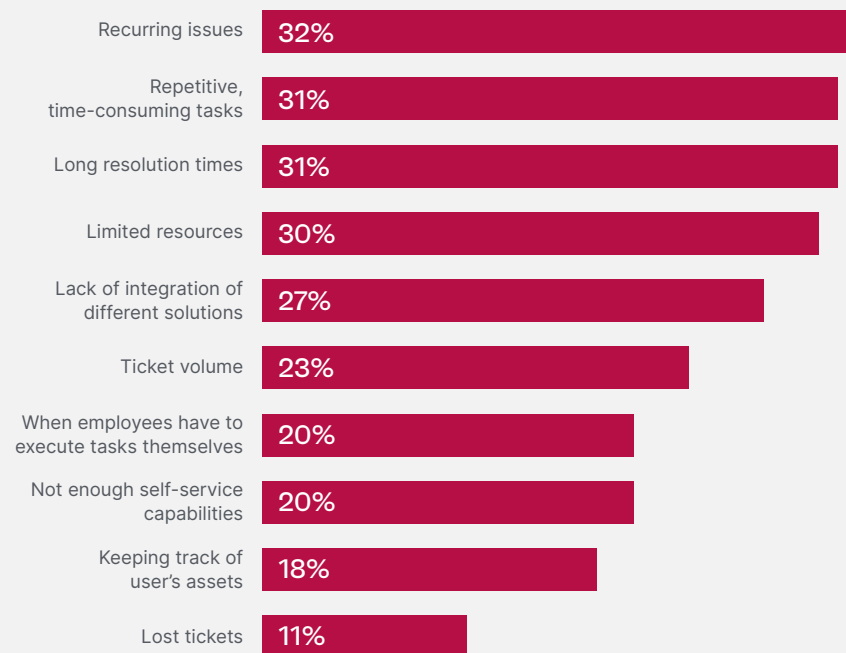 Recurring issues
32%
Repetitive,
time-consuming tasks
31%
Long resolution times
31%
Limited resources
30%
Lack of integration of
different solutions
27%
Ticket volume
23%
When employees have to
execute tasks themselves
20%
Not enough self-service
capabilities
20%
Keeping track of
user’s assets
18%
Lost tickets
11%